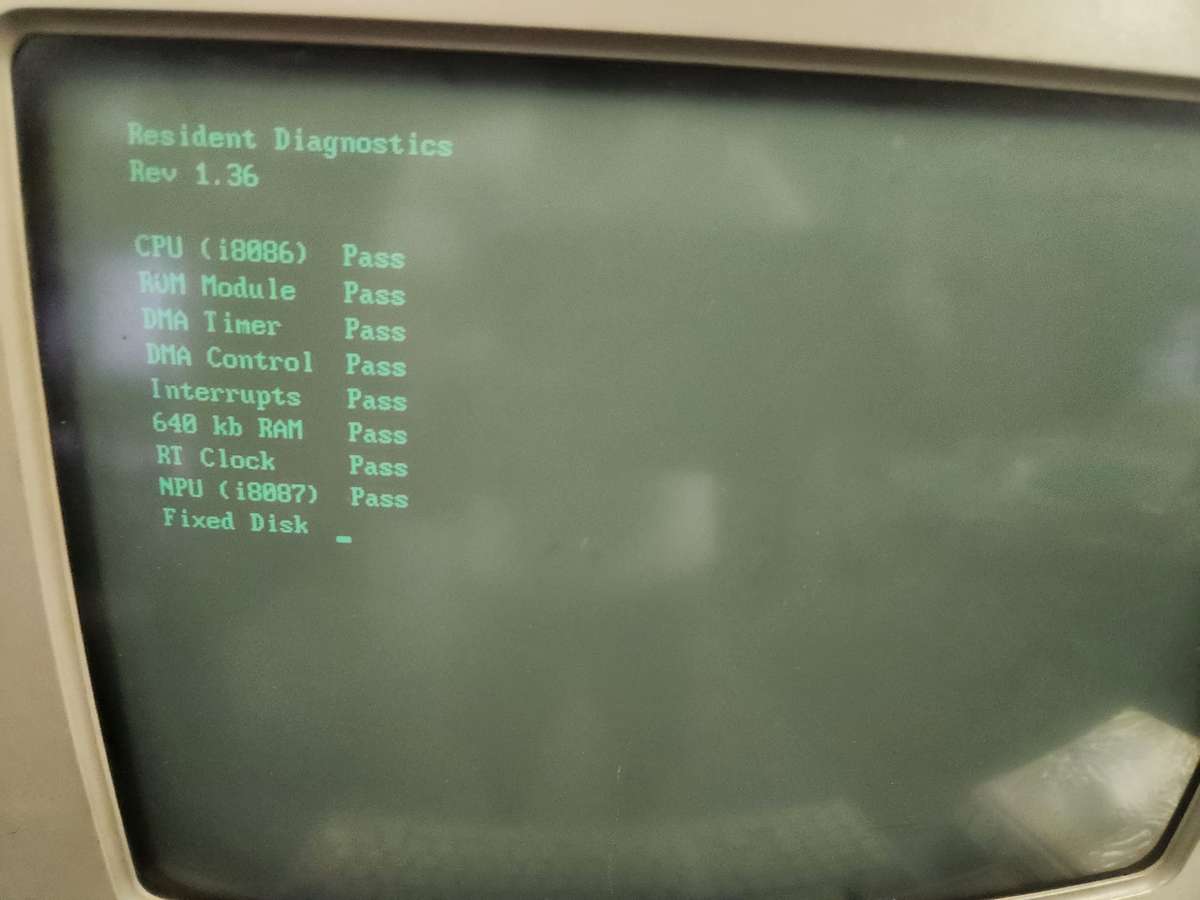 Resident Diagnostics
Rev 1.36
CPU (i8086) Pass
ROM Module Pass
DMA Timer Pass
DMA Control Pass
Interrupts Pass
640 kb RAM Pass
RT Clock Pass
NPU (i8087) Pass
Fixed Disk